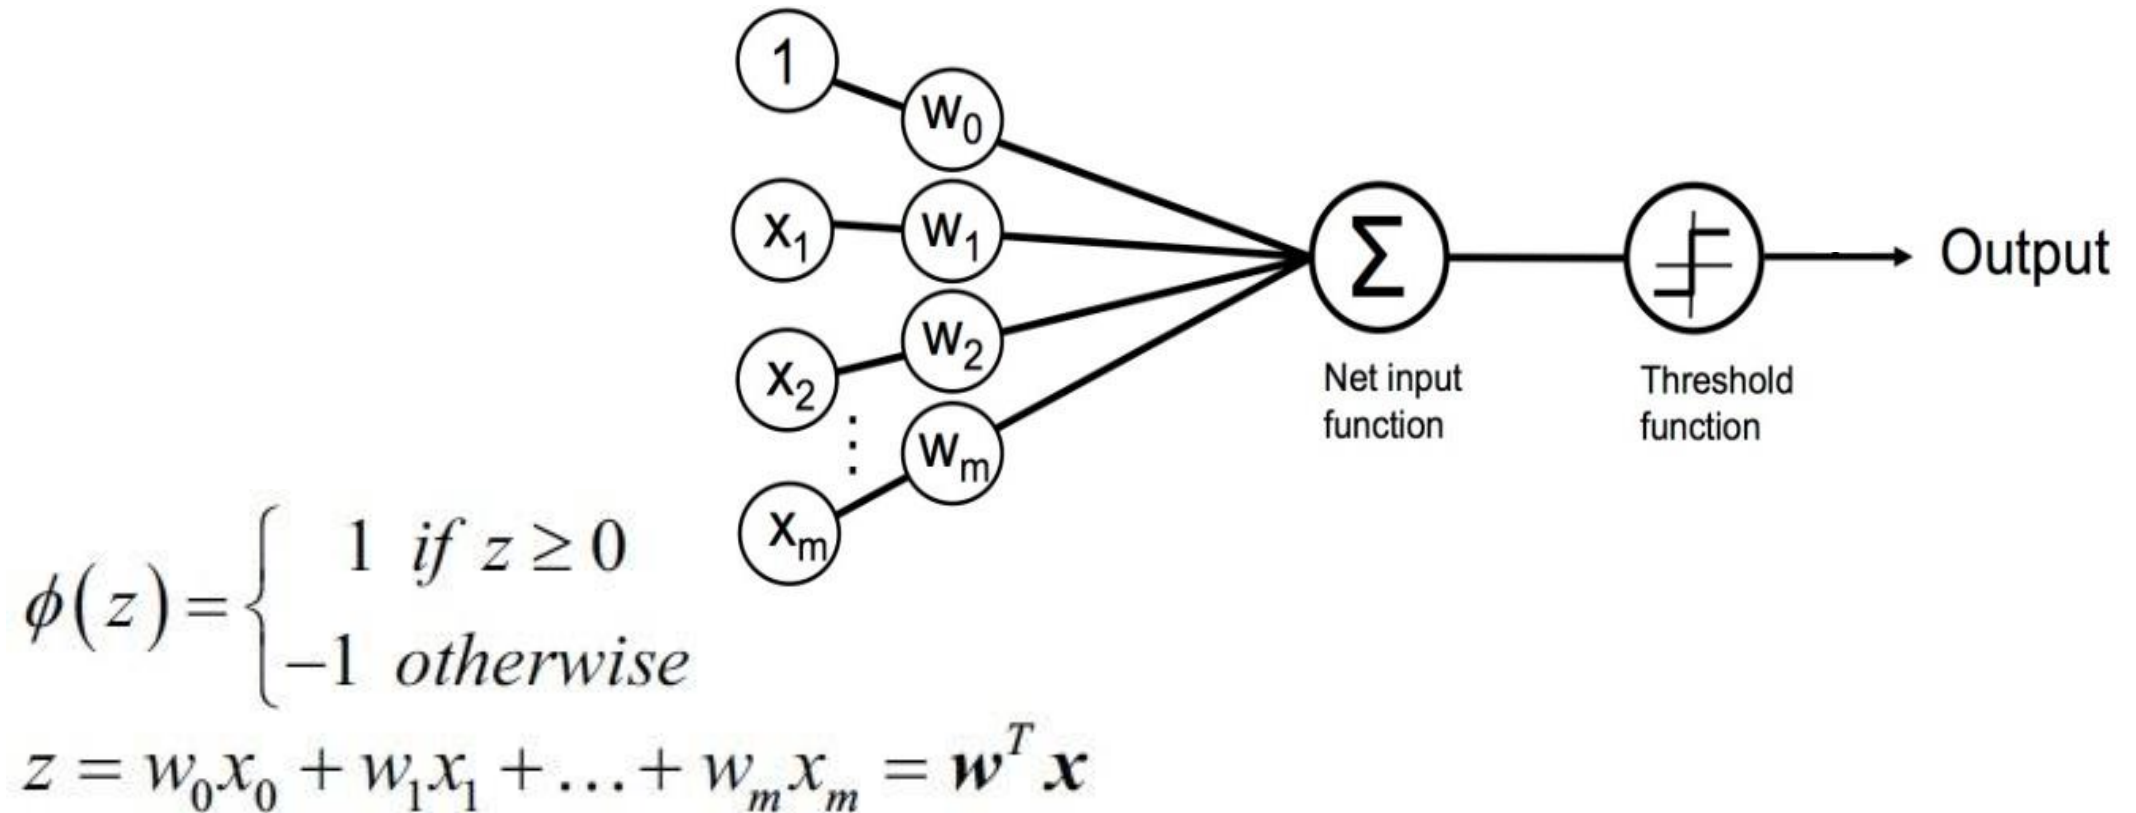 1
w₀
x₁
w₁
x₂
w₂
⋮
xₘ
wₘ
Σ
Net input
function
Threshold
function
Output
ϕ(z) = { 1 if z ≥ 0
−1 otherwise
z = w₀x₀ + w₁x₁ + … + wₘxₘ = wᵀx